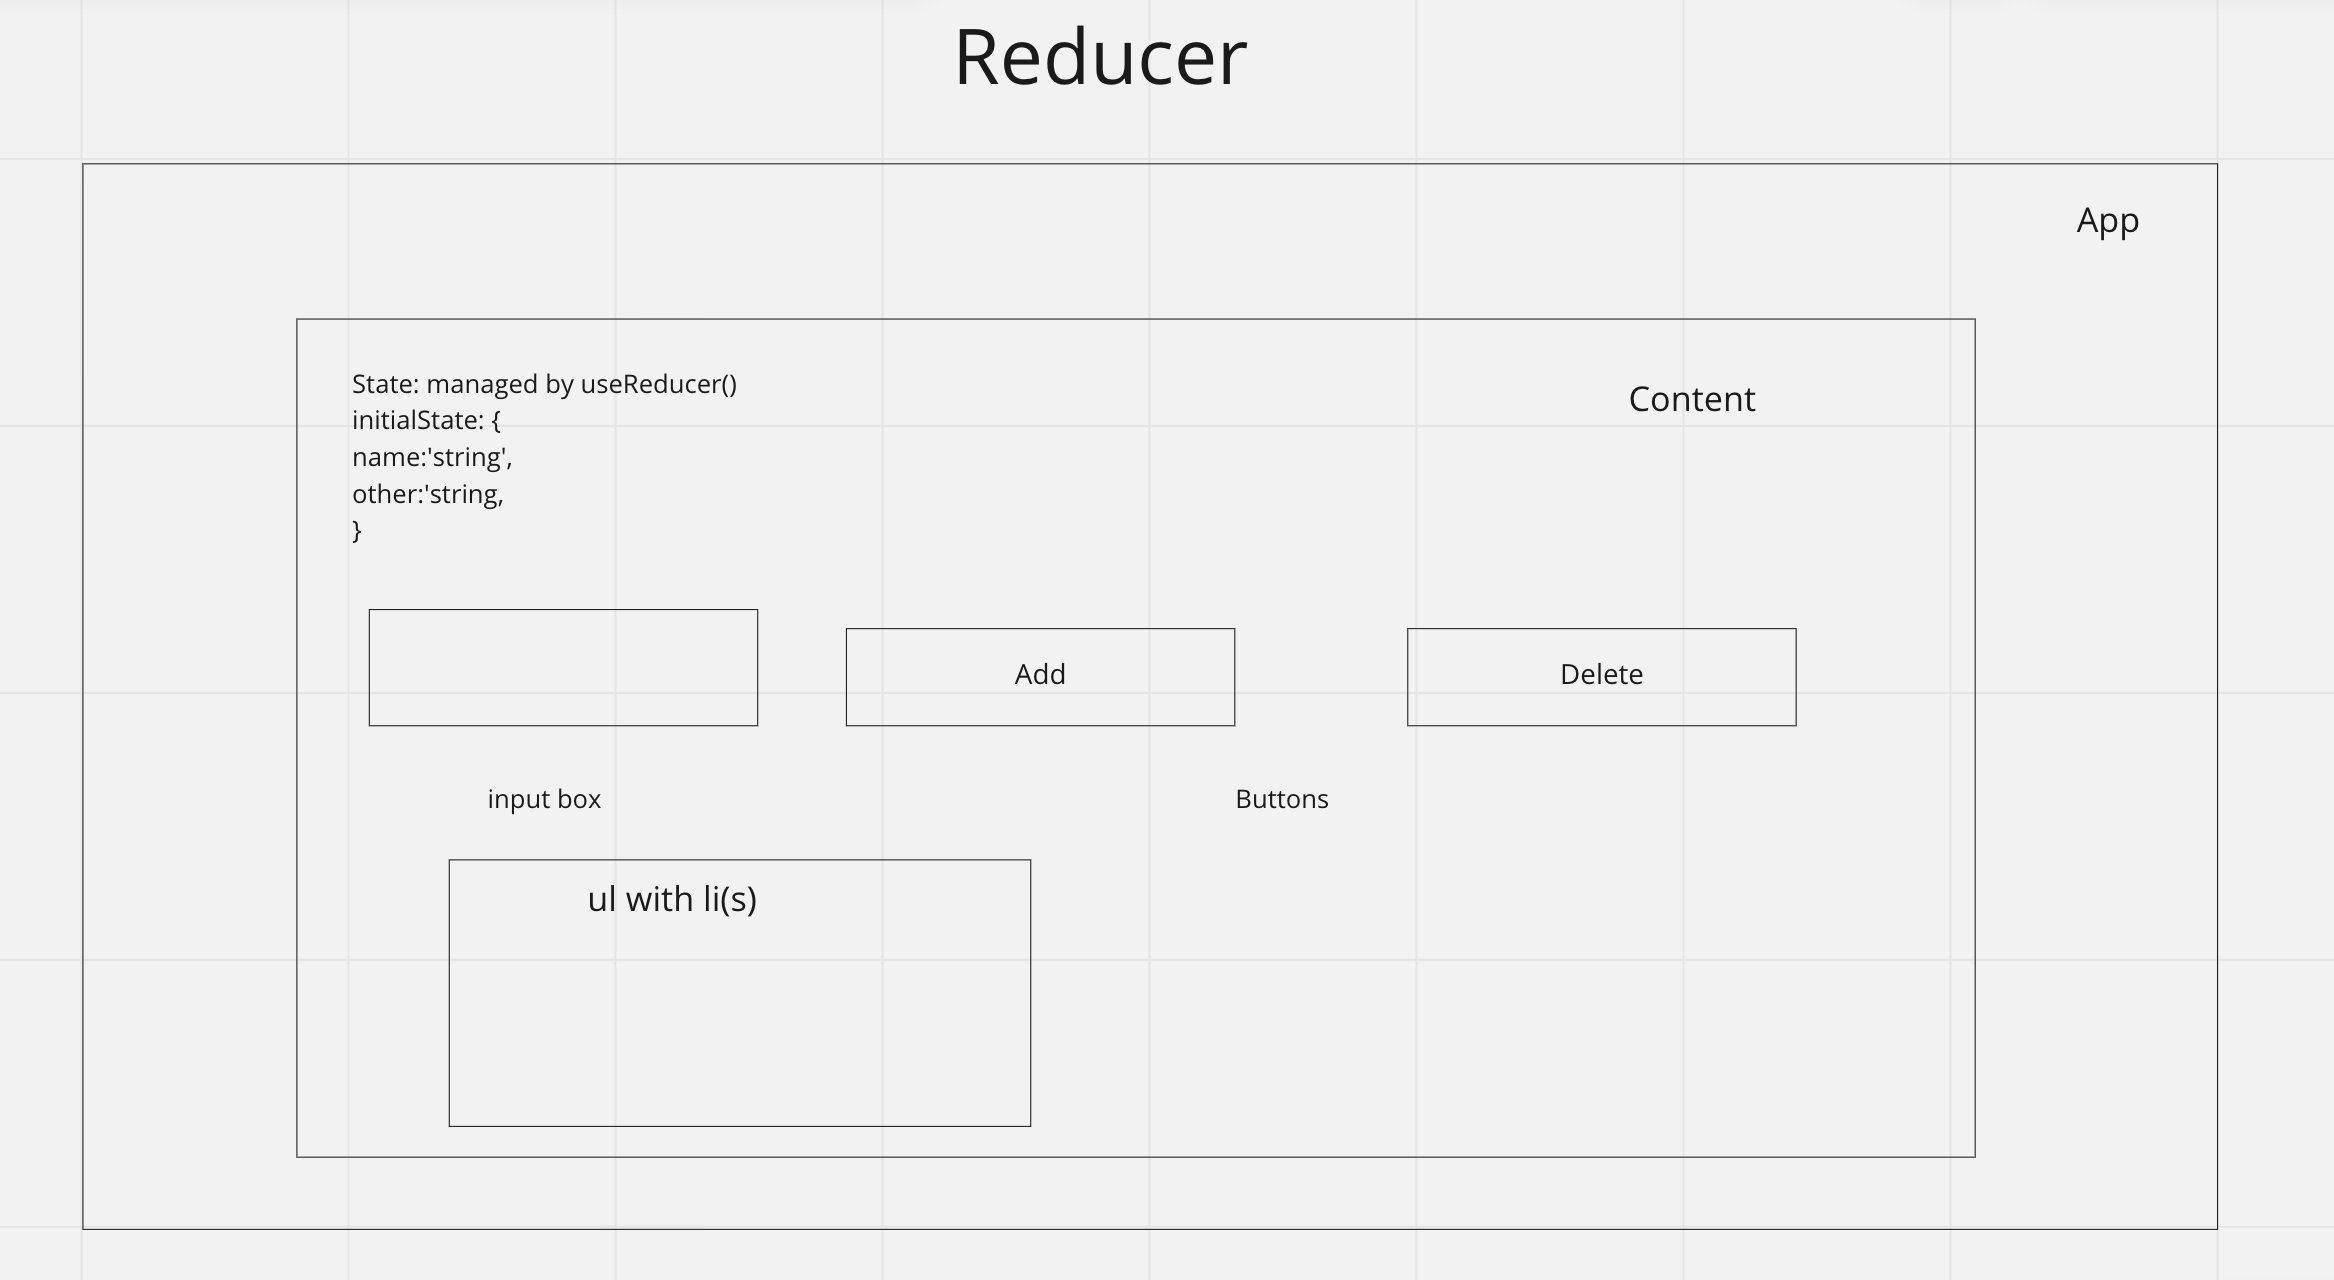 Reducer
App
Content
State: managed by useReducer()
initialState: {
name:'string',
other:'string,
}
Add
Delete
input box
Buttons
ul with li(s)